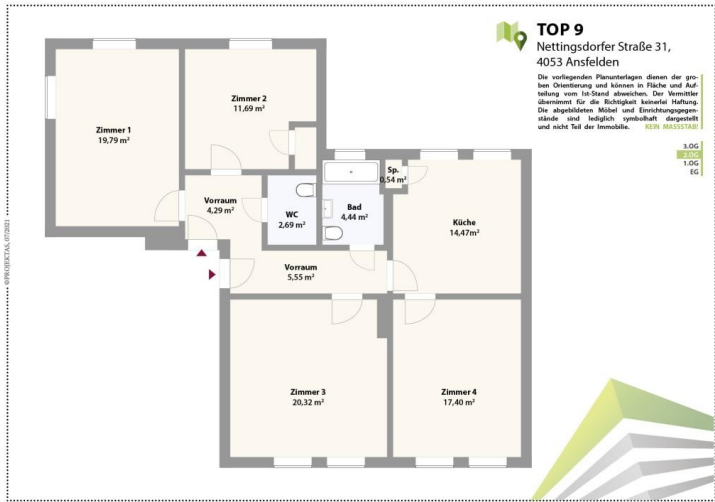 TOP 9
Nettingsdorfer Straße 31,
4053 Ansfelden
Die vorliegenden Planunterlagen dienen der gro-
ben Orientierung und können in Fläche und Auf-
teilung vom Ist-Stand abweichen. Der Vermittler
übernimmt für die Richtigkeit keinerlei Haftung.
Die abgebildeten Möbel und Einrichtungsgegen-
stände sind lediglich symbolhaft dargestellt
und nicht Teil der Immobilie. KEIN MASSSTAB!
3.OG
2.OG
1.OG
EG
Zimmer 1
19,79 m²
Zimmer 2
11,69 m²
Vorraum
4,29 m²
WC
2,69 m²
Bad
4,44 m²
Sp.
0,54 m²
Küche
14,47m²
Vorraum
5,55 m²
Zimmer 3
20,32 m²
Zimmer 4
17,40 m²
©PROJEKTAS, 07/2021